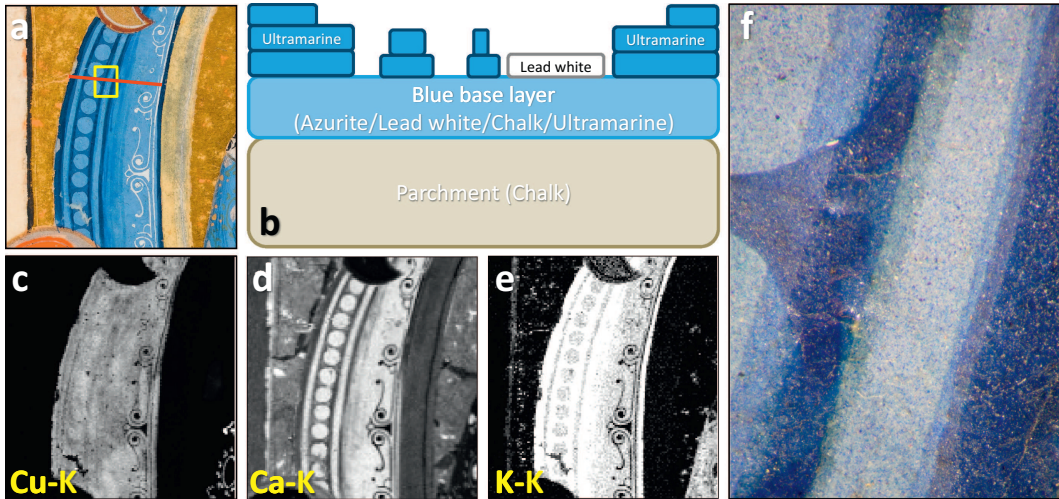 a
Ultramarine
Ultramarine
Lead white
Blue base layer
(Azurite/Lead white/Chalk/Ultramarine)
Parchment (Chalk)
b
c
Cu-K
d
Ca-K
e
K-K
f